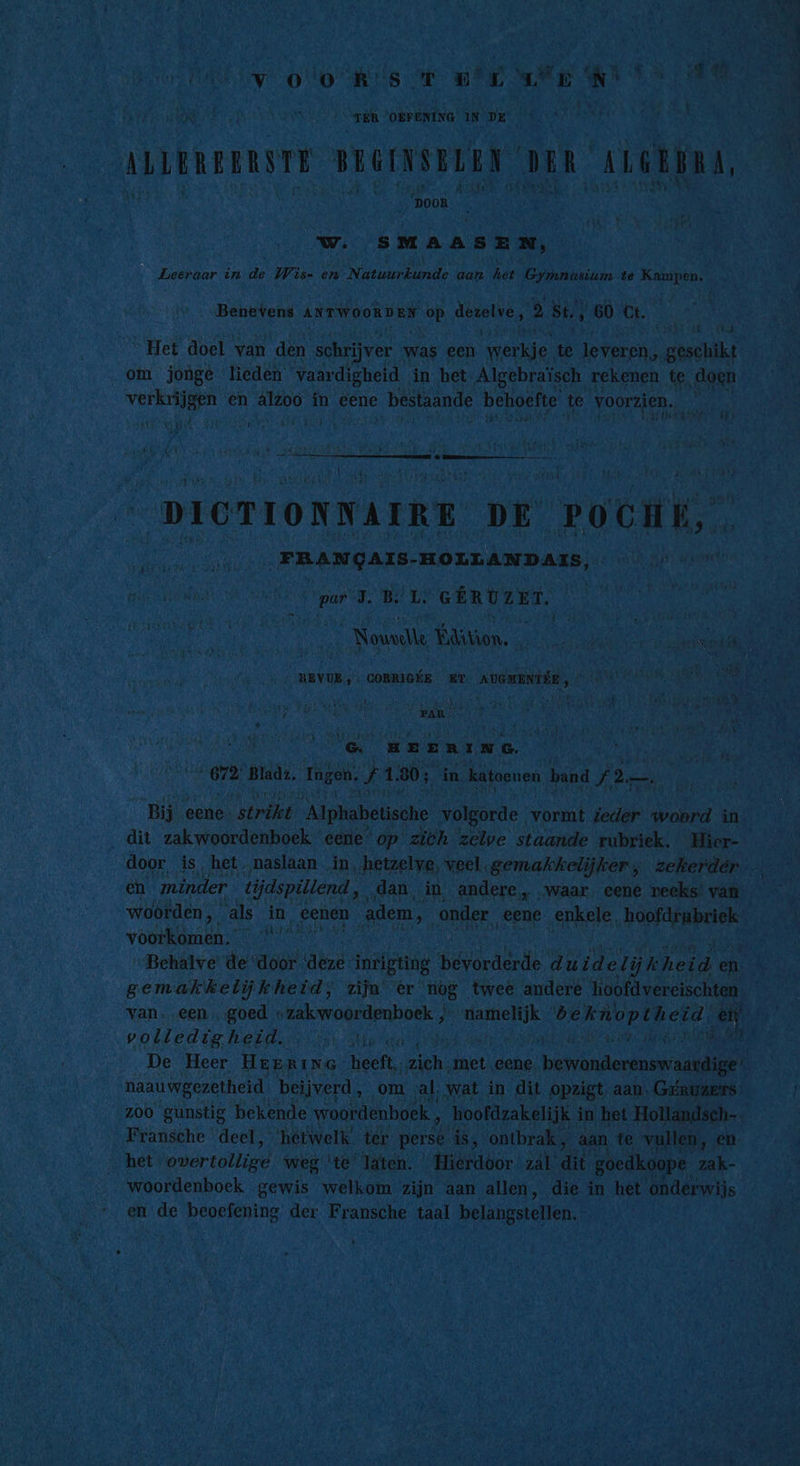 VOORSTELLEN
TER OEFENING IN DE
ALLEREERSTE BEGINSELEN DER ALGEBRA,
DOOR
W. SMAASEN,
Leeraar in de Wis- en Natuurkunde aan het Gymnasium te Kampen.
Benevens ANTWOORDEN op dezelve, 2 St., 60 Ct.
Het doel van den schrijver was een werkje te leveren, geschikt
om jonge lieden vaardigheid in het Algebraïsch rekenen te doen
verkrijgen en alzoo in eene bestaande behoefte te voorzien.
DICTIONNAIRE DE POCHE,
FRANÇAIS-HOLLANDAIS,
par J. B. L. GÉRUZET.
Nouvelle Édition.
REVUE, CORRIGÉE ET AUGMENTÉE,
PAR
G. HEERING.
672 Bladz. Ingen. ƒ 1.80; in katoenen band ƒ 2.—.
Bij eene strikt Alphabetische volgorde vormt ieder woord in
dit zakwoordenboek eene op zich zelve staande rubriek. Hier-
door is het naslaan in hetzelve veel gemakkelijker, zekerder
en minder tijdspillend, dan in andere, waar eene reeks van
woorden, als in eenen adem, onder eene enkele hoofdrubriek
voorkomen.
Behalve de door deze inrigting bevorderde duidelijkheid en
gemakkelijkheid, zijn er nog twee andere hoofdvereischten
van een goed zakwoordenboek, namelijk beknoptheid en
volledigheid.
De Heer HEERING heeft zich met eene bewonderenswaardige
naauwgezetheid beijverd, om al wat in dit opzigt aan GÉRUZETS
zoo gunstig bekende woordenboek, hoofdzakelijk in het Hollandsch-
Fransche deel, hetwelk ter perse is, ontbrak, aan te vullen, en
het overtollige weg te laten. Hierdoor zal dit goedkoope zak-
woordenboek gewis welkom zijn aan allen, die in het onderwijs
en de beoefening der Fransche taal belangstellen.